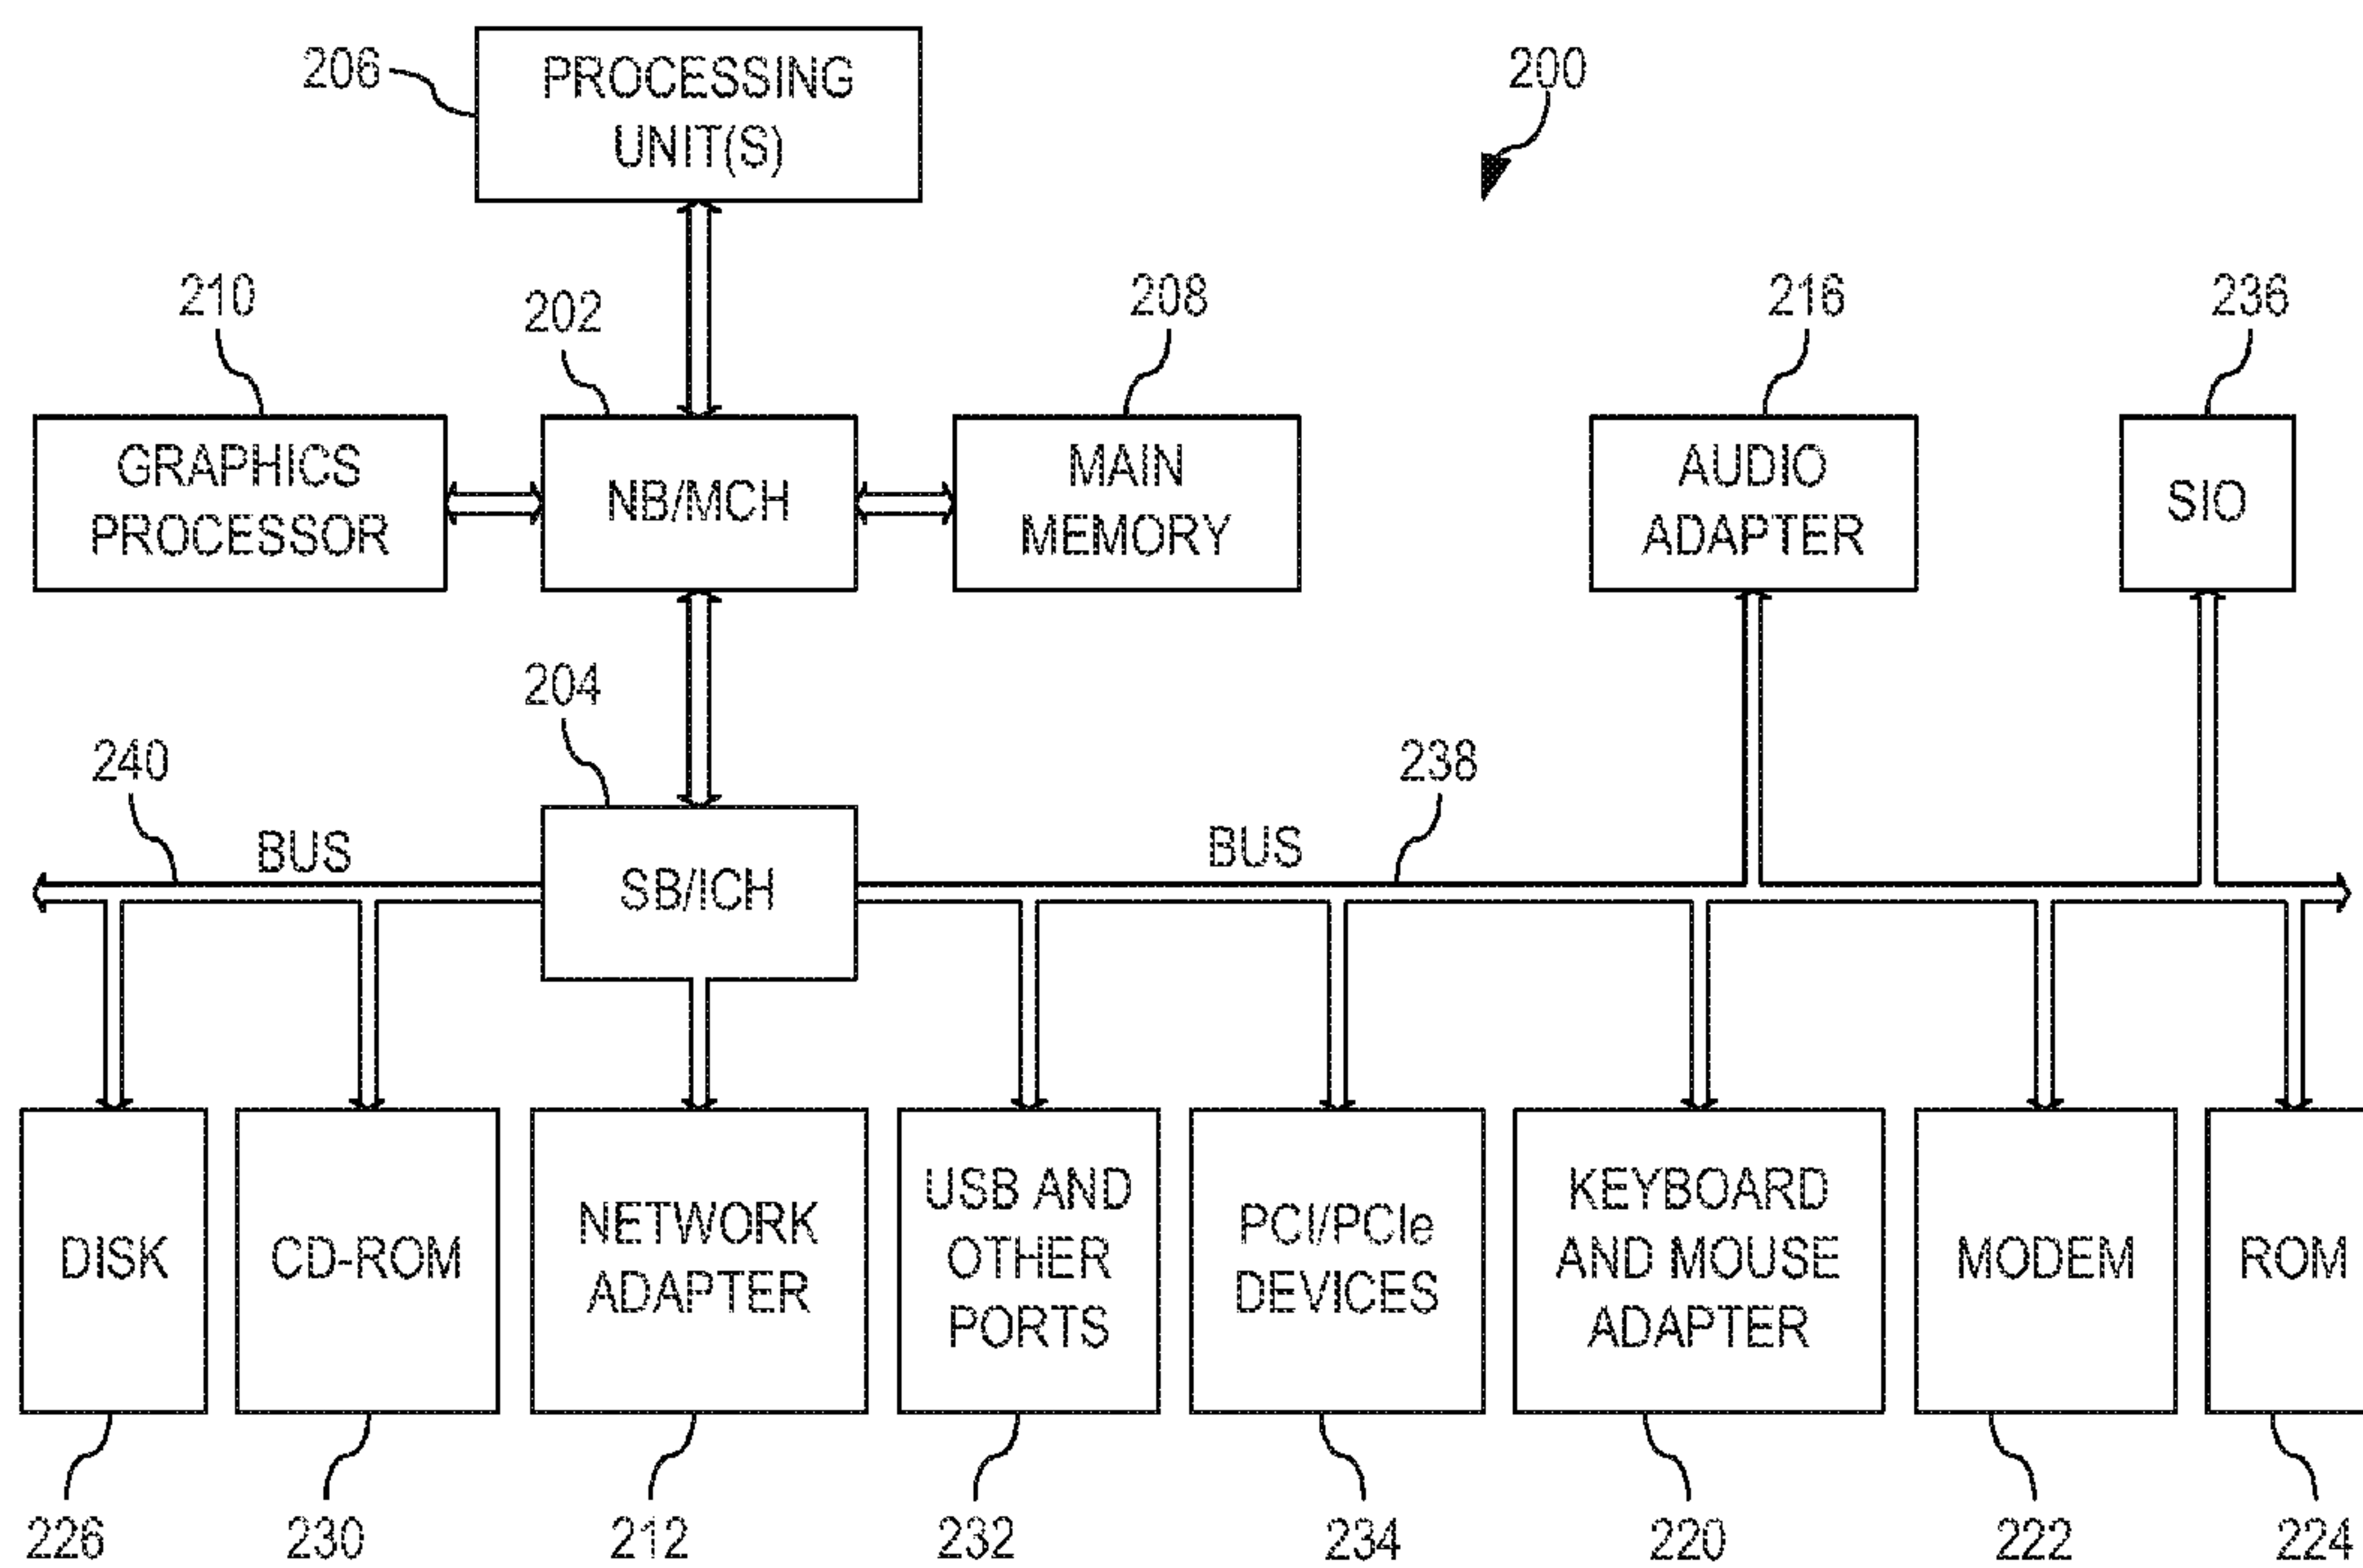 206
PROCESSING
UNIT(S)
200
210
202
208
216
236
GRAPHICS
PROCESSOR
NB/MCH
MAIN
MEMORY
AUDIO
ADAPTER
SIO
204
240
238
BUS
BUS
SB/ICH
DISK
CD-ROM
NETWORK
ADAPTER
USB AND
OTHER
PORTS
PCI/PCIe
DEVICES
KEYBOARD
AND MOUSE
ADAPTER
MODEM
ROM
226
230
212
232
234
220
222
224